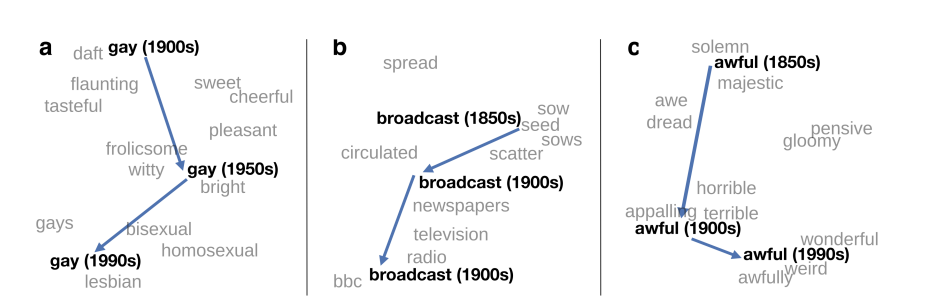 a
daft gay (1900s)
flaunting
sweet
tasteful
cheerful
pleasant
frolicsome
witty
gay (1950s)
bright
gays
bisexual
homosexual
gay (1990s)
lesbian
b
spread
broadcast (1850s)
sow
seed
sows
circulated
scatter
broadcast (1900s)
newspapers
television
radio
bbc broadcast (1900s)
c
solemn
awful (1850s)
majestic
awe
dread
pensive
gloomy
horrible
appalling terrible
awful (1900s)
wonderful
awful (1990s)
weird
awfully